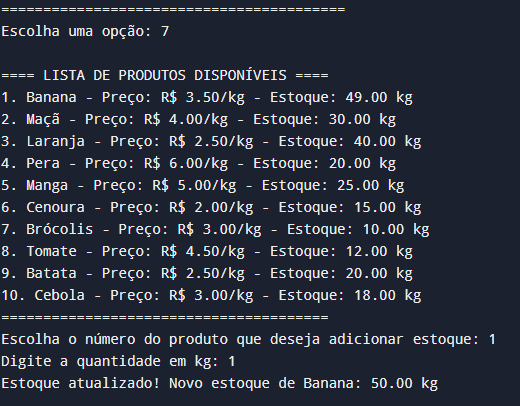 =========================================
Escolha uma opção: 7
==== LISTA DE PRODUTOS DISPONÍVEIS ====
1. Banana - Preço: R$ 3.50/kg - Estoque: 49.00 kg
2. Maçã - Preço: R$ 4.00/kg - Estoque: 30.00 kg
3. Laranja - Preço: R$ 2.50/kg - Estoque: 40.00 kg
4. Pera - Preço: R$ 6.00/kg - Estoque: 20.00 kg
5. Manga - Preço: R$ 5.00/kg - Estoque: 25.00 kg
6. Cenoura - Preço: R$ 2.00/kg - Estoque: 15.00 kg
7. Brócolis - Preço: R$ 3.00/kg - Estoque: 10.00 kg
8. Tomate - Preço: R$ 4.50/kg - Estoque: 12.00 kg
9. Batata - Preço: R$ 2.50/kg - Estoque: 20.00 kg
10. Cebola - Preço: R$ 3.00/kg - Estoque: 18.00 kg
=======================================
Escolha o número do produto que deseja adicionar estoque: 1
Digite a quantidade em kg: 1
Estoque atualizado! Novo estoque de Banana: 50.00 kg